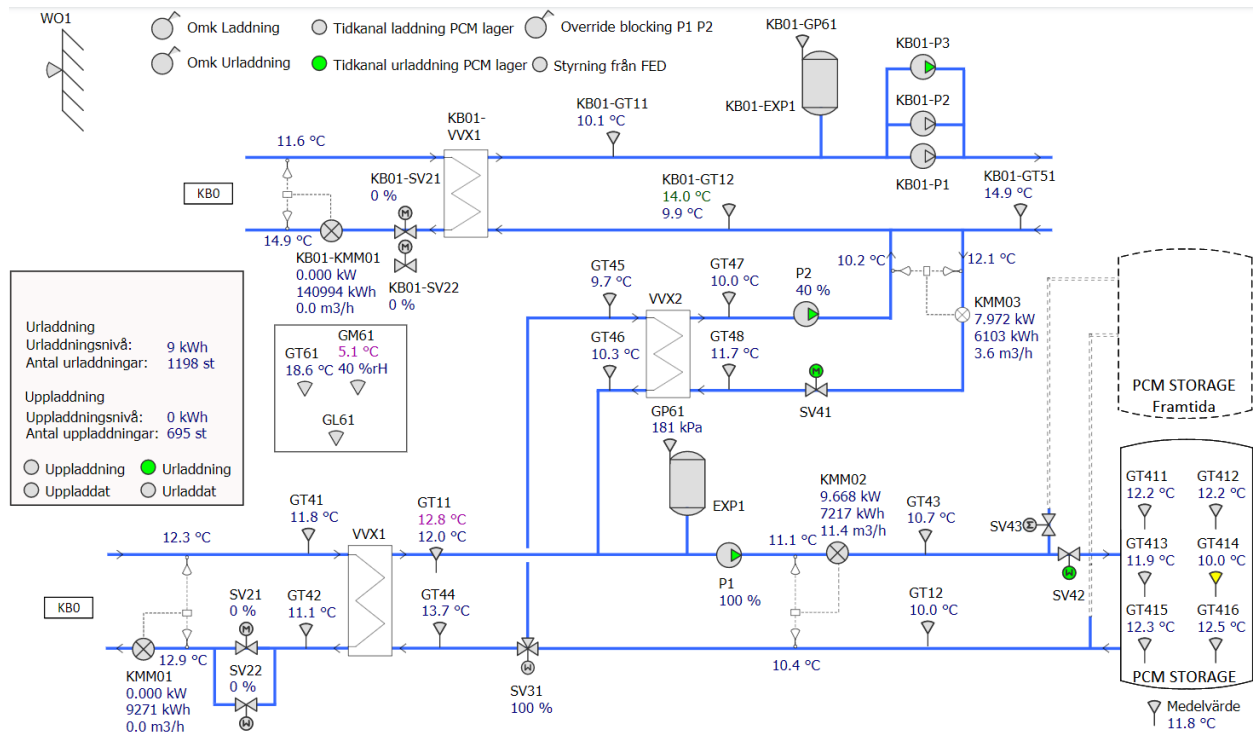 WO1
Omk Laddning
Tidkanal laddning PCM lager
Override blocking P1 P2
Omk Urladdning
Tidkanal urladdning PCM lager
Styrning från FED
KB01-GP61
KB01-EXP1
KB01-P3
KB01-P2
KB01-P1
KB01-GT11
10.1 °C
KB01-
VVX1
11.6 °C
KB0
KB01-SV21
0 %
14.9 °C
KB01-KMM01
0.000 kW
140994 kWh
0.0 m3/h
KB01-SV22
0 %
KB01-GT12
14.0 °C
9.9 °C
KB01-GT51
14.9 °C
10.2 °C
12.1 °C
GT45
9.7 °C
VVX2
GT47
10.0 °C
P2
40 %
KMM03
7.972 kW
6103 kWh
3.6 m3/h
GT46
10.3 °C
GT48
11.7 °C
M
SV41
PCM STORAGE
Framtida
Urladdning
Urladdningsnivå: 9 kWh
Antal urladdningar: 1198 st
Uppladdning
Uppladdningsnivå: 0 kWh
Antal uppladdningar: 695 st
Uppladdning
Urladdning
Uppladdat
Urladdat
GT61
18.6 °C
GM61
5.1 °C
40 %rH
GL61
GP61
181 kPa
EXP1
GT41
11.8 °C
VVX1
GT11
12.8 °C
12.0 °C
12.3 °C
KB0
SV21
0 %
M
GT42
11.1 °C
GT44
13.7 °C
12.9 °C
KMM01
0.000 kW
9271 kWh
0.0 m3/h
SV22
0 %
SV31
100 %
P1
100 %
11.1 °C
KMM02
9.668 kW
7217 kWh
11.4 m3/h
GT43
10.7 °C
GT12
10.0 °C
10.4 °C
SV43
SV42
GT411
12.2 °C
GT412
12.2 °C
GT413
11.9 °C
GT414
10.0 °C
GT415
12.3 °C
GT416
12.5 °C
PCM STORAGE
Medelvärde
11.8 °C